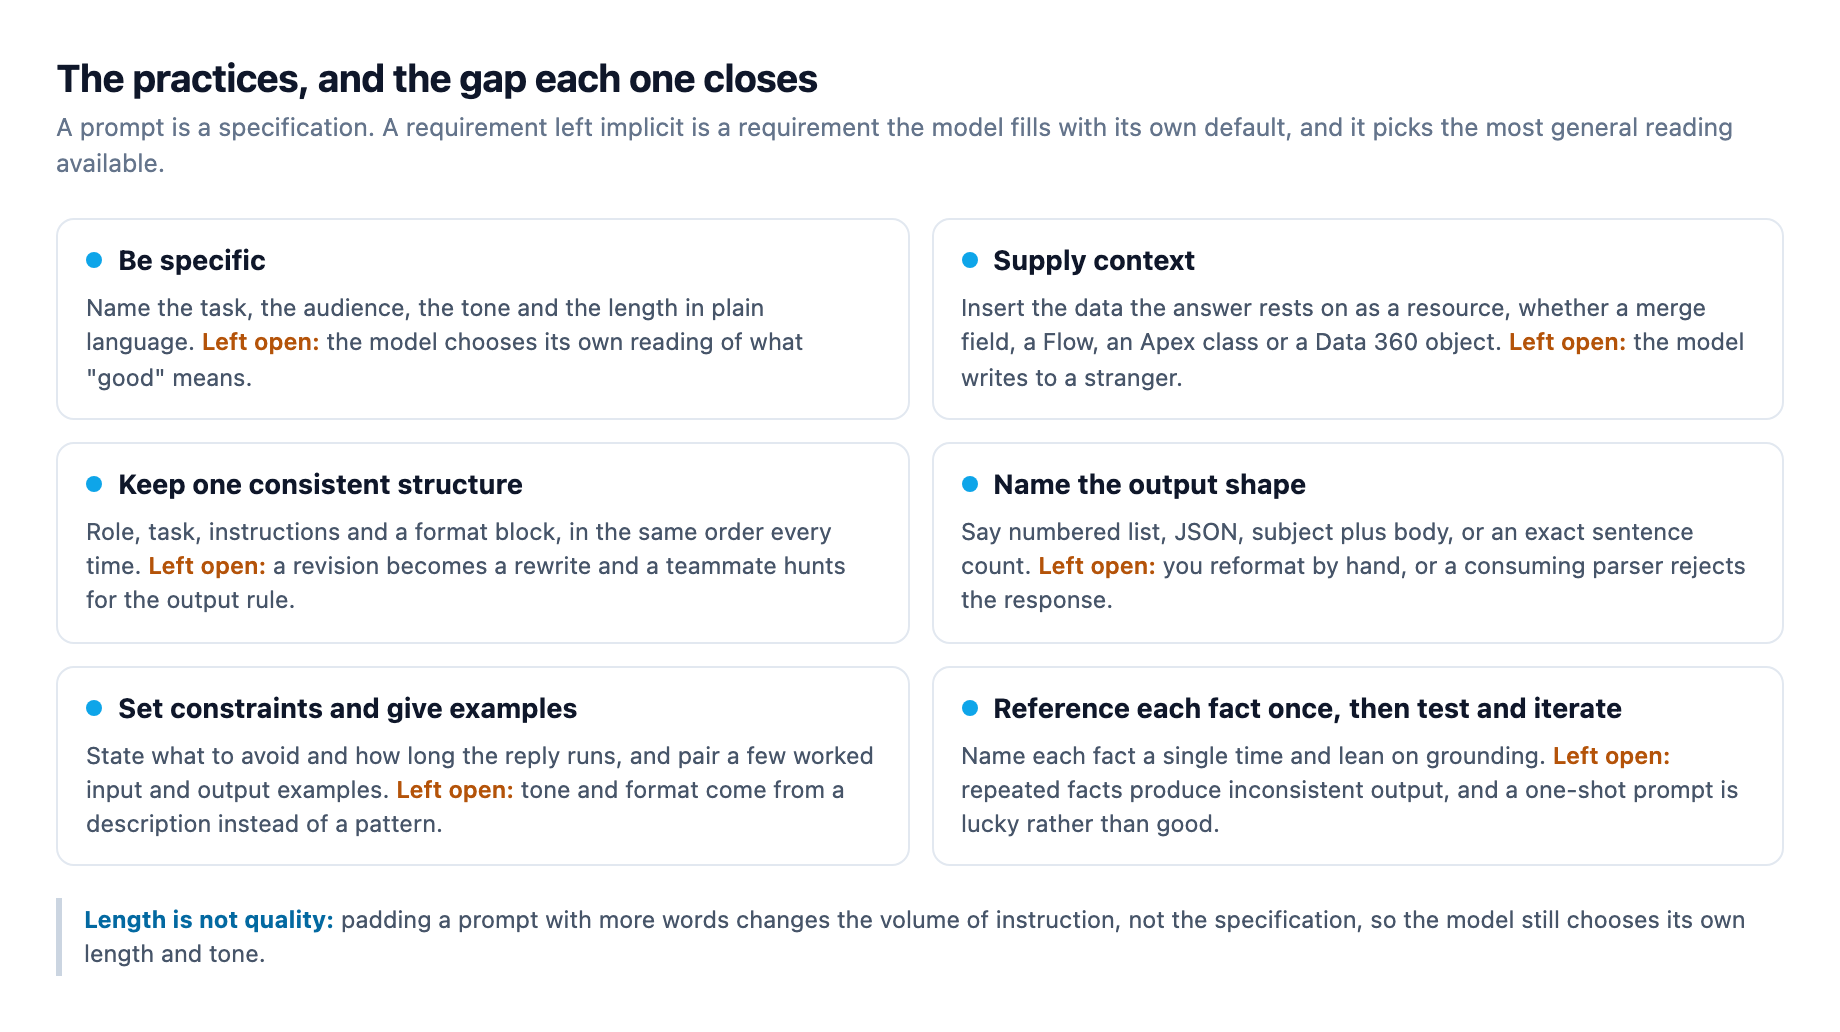 The practices, and the gap each one closes
A prompt is a specification. A requirement left implicit is a requirement the model fills with its own default, and it picks the most general reading
available.
Be specific
Name the task, the audience, the tone and the length in plain
language. Left open: the model chooses its own reading of what
"good" means.
Supply context
Insert the data the answer rests on as a resource, whether a merge
field, a Flow, an Apex class or a Data 360 object. Left open: the model
writes to a stranger.
Keep one consistent structure
Role, task, instructions and a format block, in the same order every
time. Left open: a revision becomes a rewrite and a teammate hunts
for the output rule.
Name the output shape
Say numbered list, JSON, subject plus body, or an exact sentence
count. Left open: you reformat by hand, or a consuming parser rejects
the response.
Set constraints and give examples
State what to avoid and how long the reply runs, and pair a few worked
input and output examples. Left open: tone and format come from a
description instead of a pattern.
Reference each fact once, then test and iterate
Name each fact a single time and lean on grounding. Left open:
repeated facts produce inconsistent output, and a one-shot prompt is
lucky rather than good.
Length is not quality: padding a prompt with more words changes the volume of instruction, not the specification, so the model still chooses its own
length and tone.